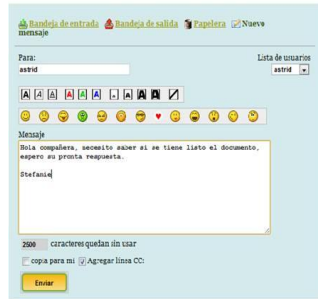 Bandeja de entrada Bandeja de salida Papelera Nuevo
mensaje
Para: Lista de usuarios
astrid astrid
A A A A A A a A A A
Mensaje
Hola compañera, necesito saber si se tiene listo el documento,
espero su pronta respuesta.
Stefanie
2500 caracteres quedan sin usar
copia para mi Agregar línea CC:
Enviar